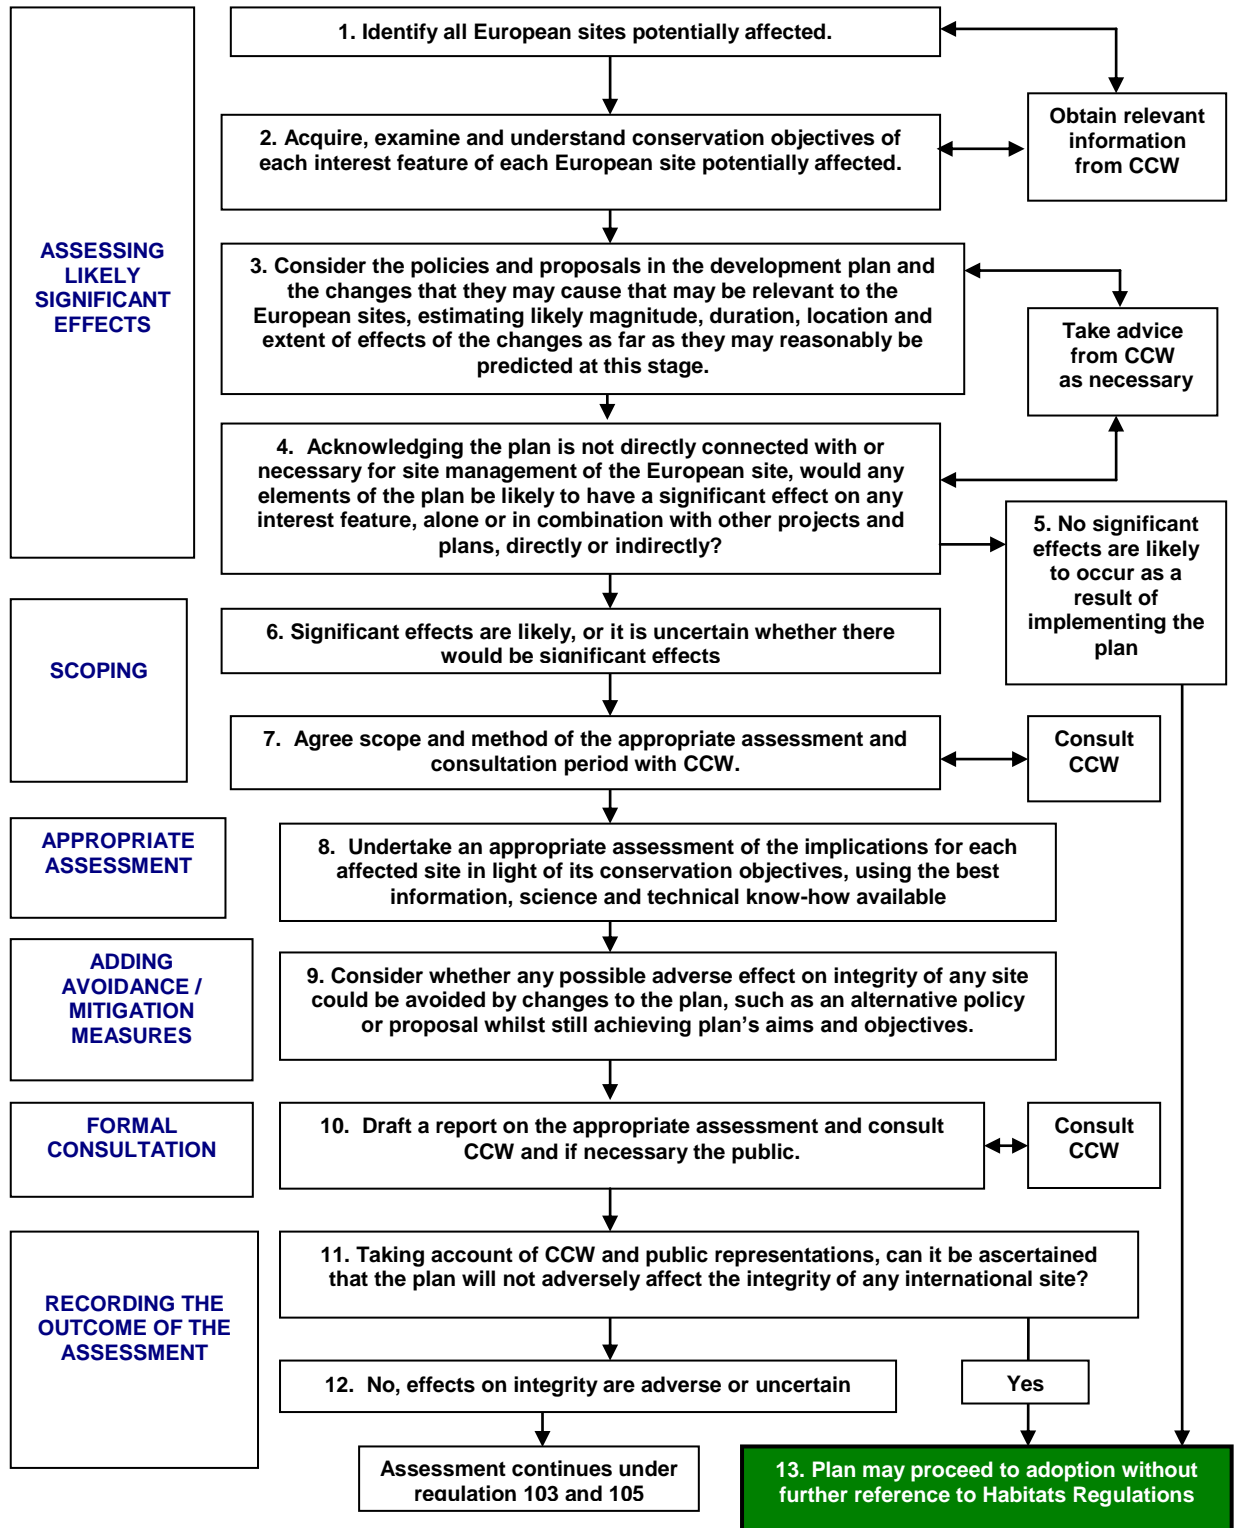 1. Identify all European sites potentially affected.
Obtain relevant
information
from CCW
2. Acquire, examine and understand conservation objectives of
each interest feature of each European site potentially affected.
ASSESSING
LIKELY
SIGNIFICANT
EFFECTS
3. Consider the policies and proposals in the development plan and
the changes that they may cause that may be relevant to the
European sites, estimating likely magnitude, duration, location and
extent of effects of the changes as far as they may reasonably be
predicted at this stage.
Take advice
from CCW
as necessary
4. Acknowledging the plan is not directly connected with or
necessary for site management of the European site, would any
elements of the plan be likely to have a significant effect on any
interest feature, alone or in combination with other projects and
plans, directly or indirectly?
5. No significant
effects are likely
to occur as a
result of
implementing the
plan
SCOPING
6. Significant effects are likely, or it is uncertain whether there
would be significant effects
7. Agree scope and method of the appropriate assessment and
consultation period with CCW.
Consult
CCW
APPROPRIATE
ASSESSMENT
8. Undertake an appropriate assessment of the implications for each
affected site in light of its conservation objectives, using the best
information, science and technical know-how available
ADDING
AVOIDANCE /
MITIGATION
MEASURES
9. Consider whether any possible adverse effect on integrity of any site
could be avoided by changes to the plan, such as an alternative policy
or proposal whilst still achieving plan's aims and objectives.
FORMAL
CONSULTATION
10. Draft a report on the appropriate assessment and consult
CCW and if necessary the public.
Consult
CCW
RECORDING THE
OUTCOME OF THE
ASSESSMENT
11. Taking account of CCW and public representations, can it be ascertained
that the plan will not adversely affect the integrity of any international site?
12. No, effects on integrity are adverse or uncertain
Yes
Assessment continues under
regulation 103 and 105
13. Plan may proceed to adoption without
further reference to Habitats Regulations